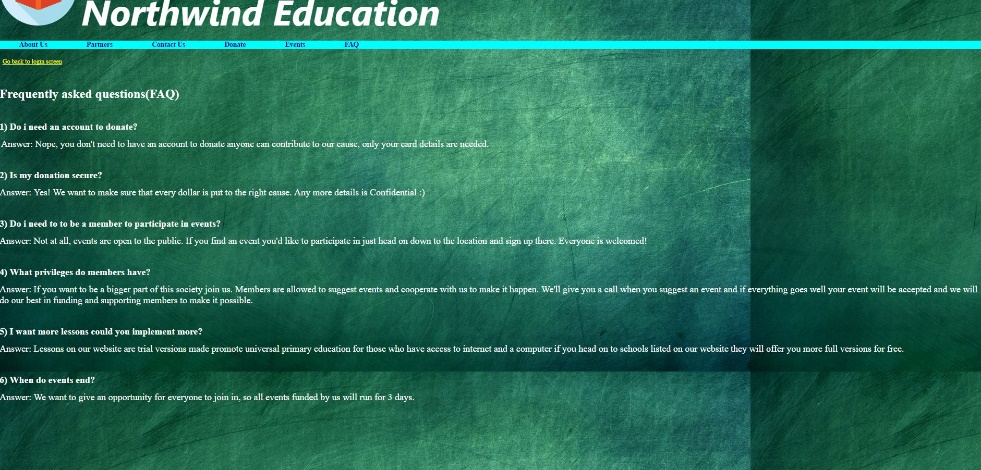 Northwind Education
About Us Partners Contact Us Donate Events FAQ
Go back to login screen
Frequently asked questions(FAQ)
1) Do i need an account to donate?
Answer: Nope, you don't need to have an account to donate anyone can contribute to our cause, only your card details are needed.
2) Is my donation secure?
Answer: Yes! We want to make sure that every dollar is put to the right cause. Any more details is Confidential :)
3) Do i need to to be a member to participate in events?
Answer: Not at all, events are open to the public. If you find an event you'd like to participate in just head on down to the location and sign up there. Everyone is welcomed!
4) What privileges do members have?
Answer: If you want to be a bigger part of this society join us. Members are allowed to suggest events and cooperate with us to make it happen. We'll give you a call when you suggest an event and if everything goes well your event will be accepted and we will
do our best in funding and supporting members to make it possible.
5) I want more lessons could you implement more?
Answer: Lessons on our website are trial versions made promote universal primary education for those who have access to internet and a computer if you head on to schools listed on our website they will offer you more full versions for free.
6) When do events end?
Answer: We want to give an opportunity for everyone to join in, so all events funded by us will run for 3 days.